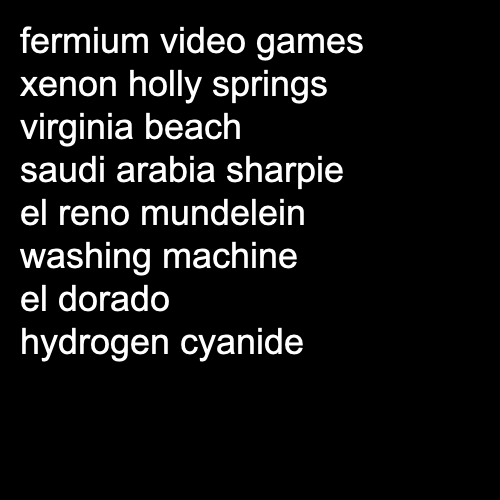 fermium video games
xenon holly springs
virginia beach
saudi arabia sharpie
el reno mundelein
washing machine
el dorado
hydrogen cyanide